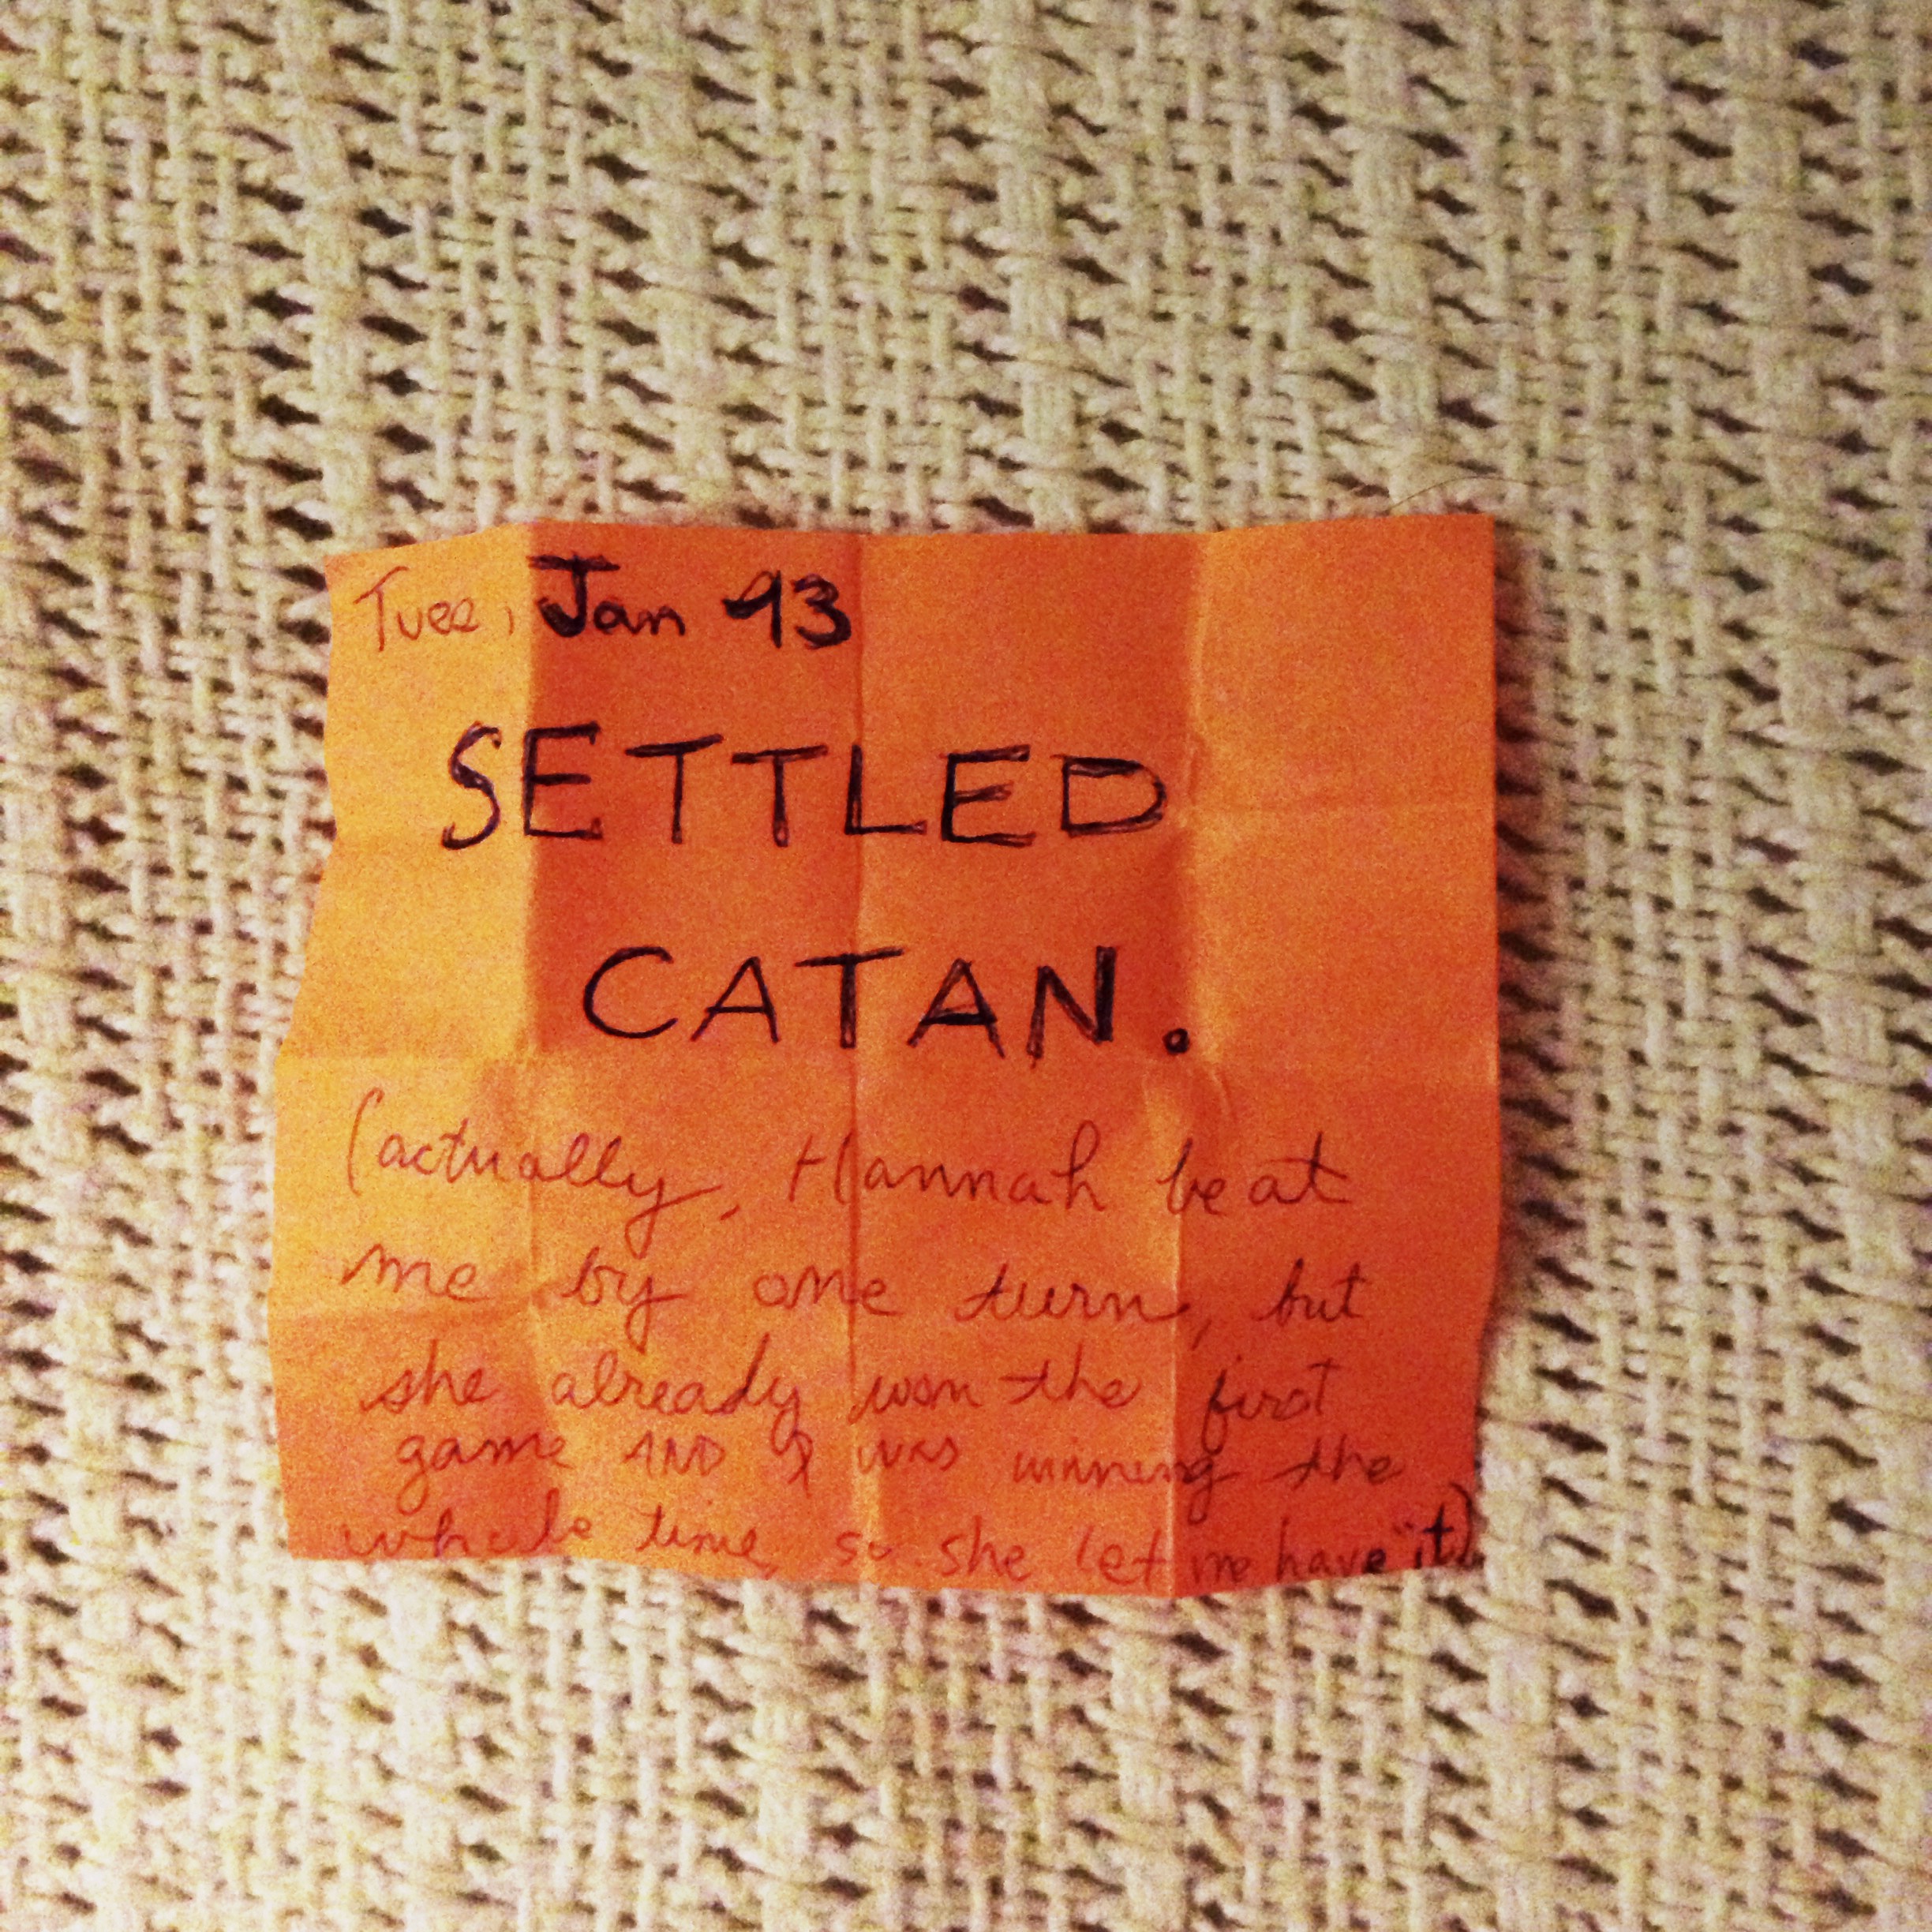 Tues, Jan 13
SETTLED
CATAN.
(actually, Hannah beat
me by one turn, but
she already won the first
game AND I was winning the
whole time, so she let me have it).